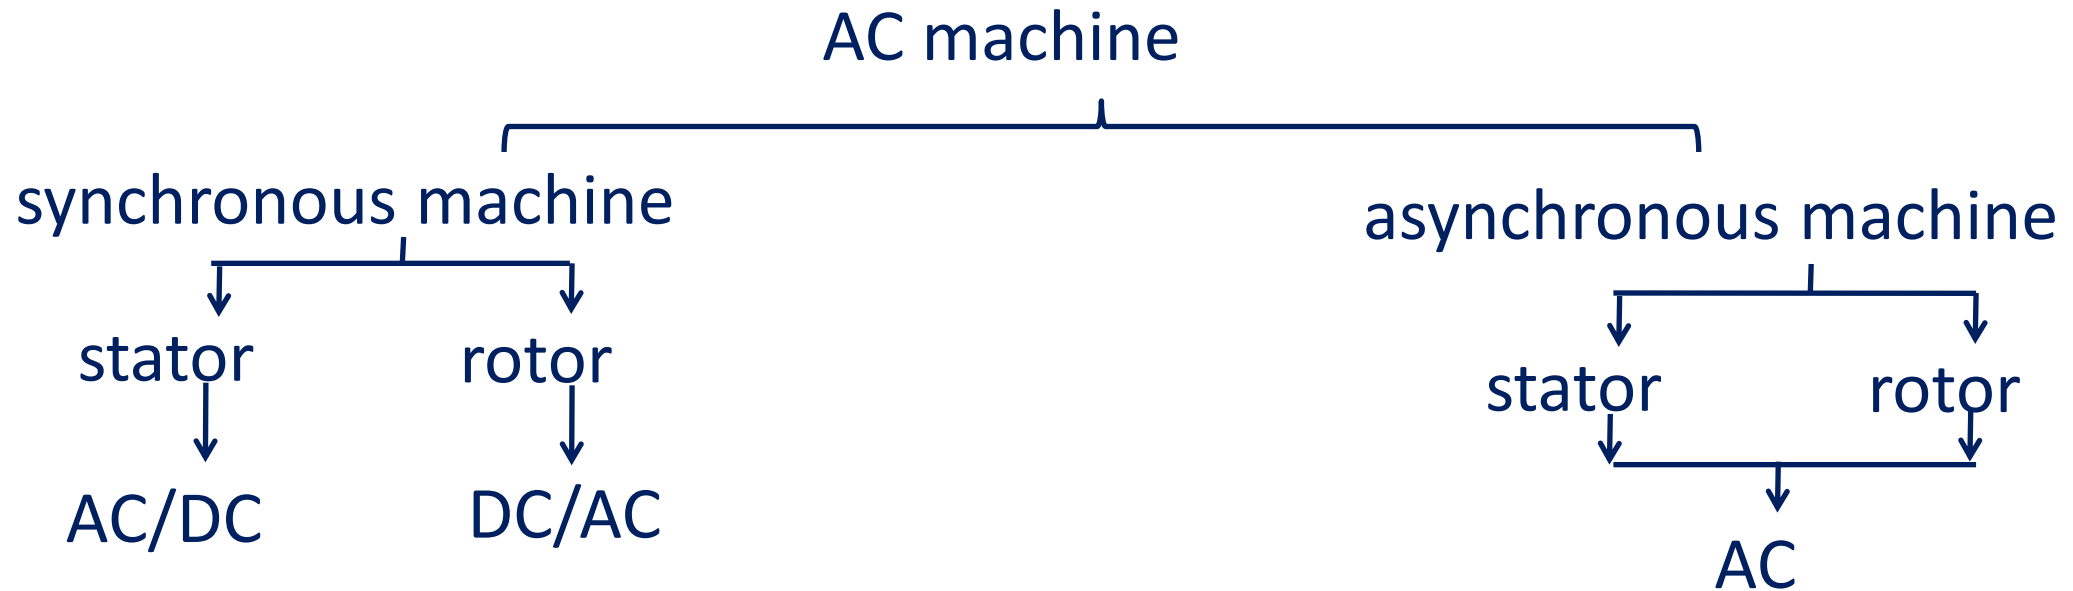 AC machine
synchronous machine
asynchronous machine
stator
rotor
stator
rotor
AC/DC
DC/AC
AC